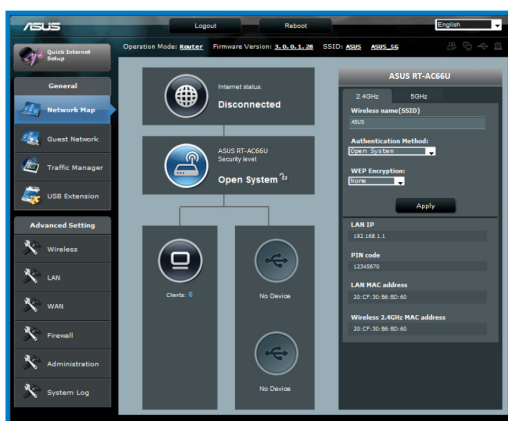 ASUS
Logout
Reboot
English
Quick Internet Setup
Operation Mode: Router Firmware Version: 3.0.0.1.28 SSID: ASUS ASUS_5G
General
Network Map
Guest Network
Traffic Manager
USB Extension
Advanced Setting
Wireless
LAN
WAN
Firewall
Administration
System Log
Internet status:
Disconnected
ASUS RT-AC66U
Security level:
Open System
Clients: 6
No Device
No Device
ASUS RT-AC66U
2.4GHz
5GHz
Wireless name(SSID)
ASUS
Authentication Method:
Open System
WEP Encryption:
None
Apply
LAN IP
192.168.1.1
PIN code
12345670
LAN MAC address
20:CF:30:B6:BD:60
Wireless 2.4GHz MAC address
20:CF:30:B6:BD:60